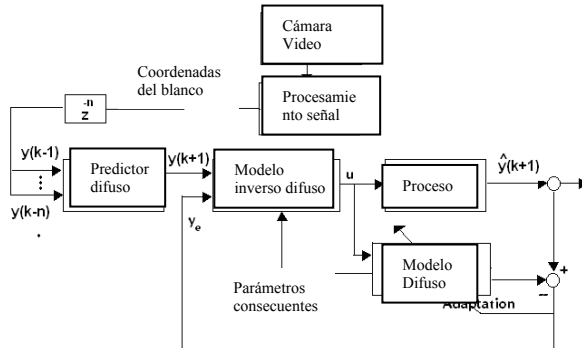 Cámara
Video
Coordenadas
del blanco
Procesamie
nto señal
z -n
y(k-1)
y(k-n)
Predictor
difuso
y(k+1)
Modelo
inverso difuso
u
Proceso
ŷ(k+1)
y_e
Parámetros
consecuentes
Modelo
Difuso
+
--
Adaptation